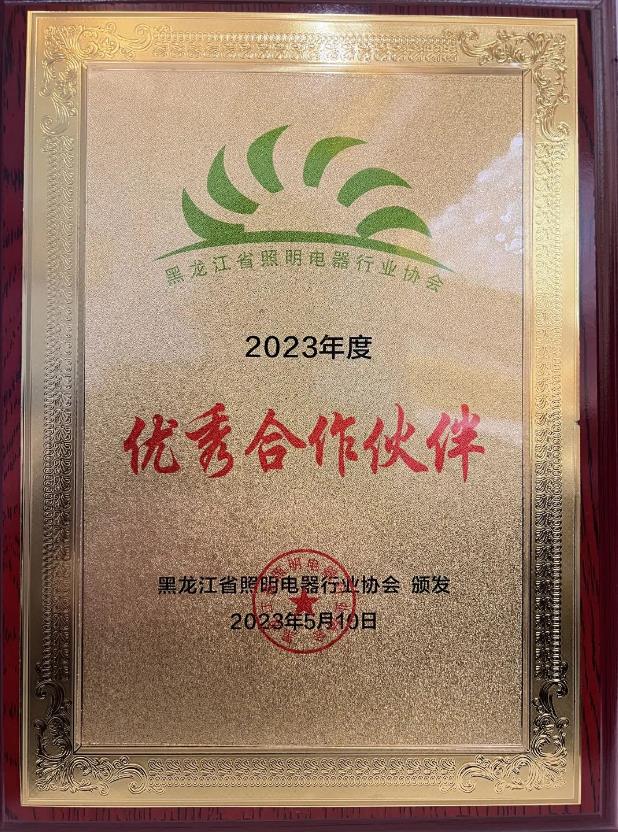 黑龙江省照明电器行业协会
2023年度
优秀合作伙伴
黑龙江省照明电器行业协会 颁发
2023年5月10日